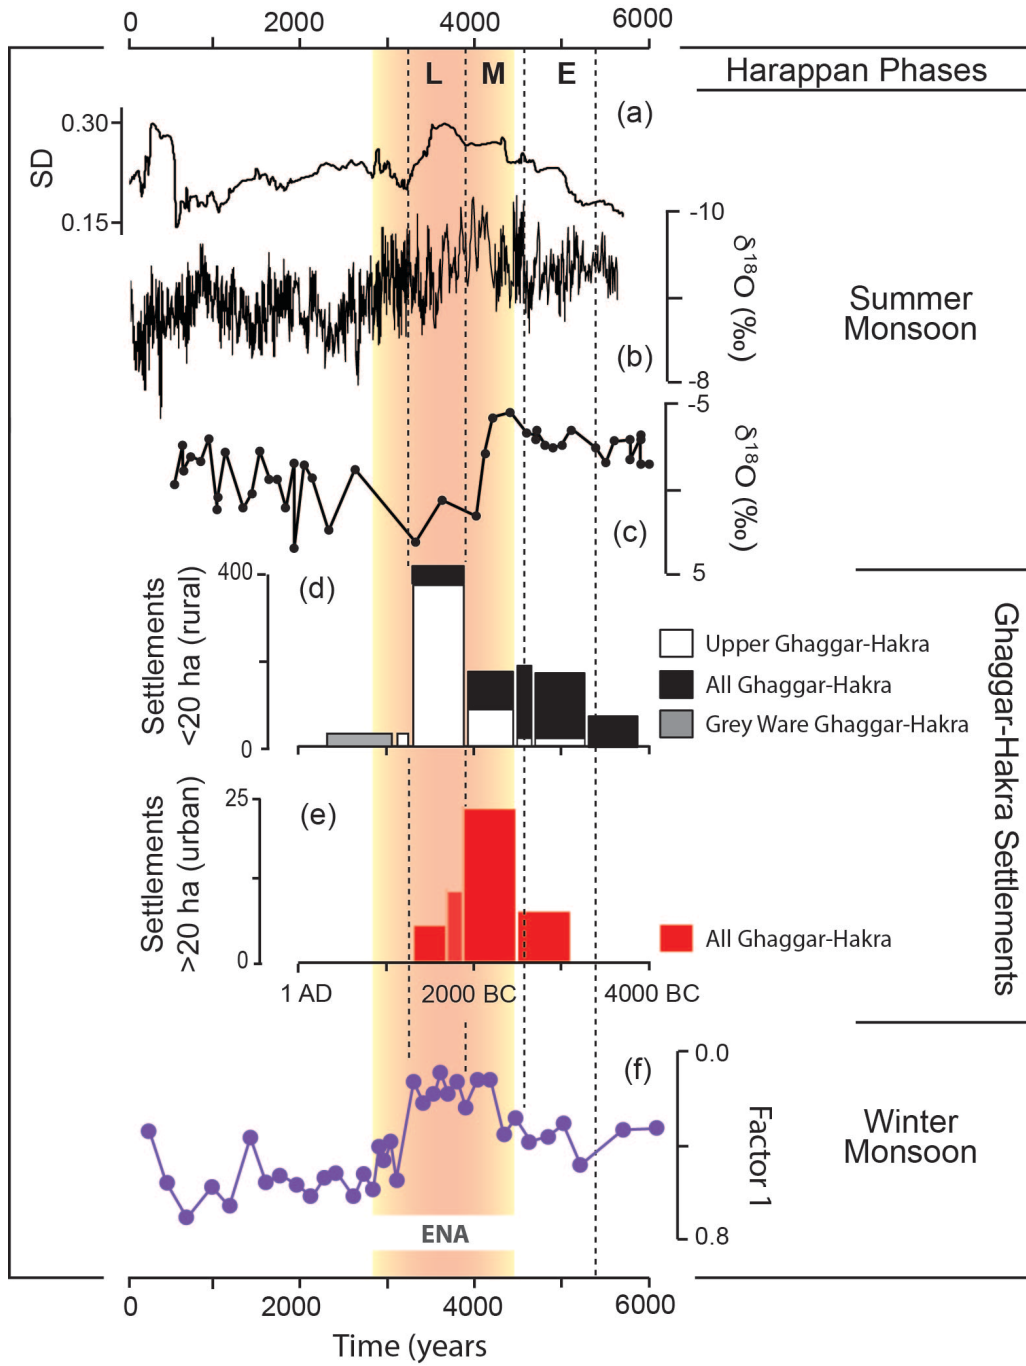 0 2000 4000 6000
L M E Harappan Phases
(a)
0.30
SD
0.15
-10
δ18O (‰)
Summer
Monsoon
(b)
-8
-5
δ18O (‰)
(c)
5
400
(d)
Settlements
<20 ha (rural)
0
Upper Ghaggar-Hakra
All Ghaggar-Hakra
Grey Ware Ghaggar-Hakra
Ghaggar-Hakra Settlements
25
(e)
Settlements
>20 ha (urban)
0
All Ghaggar-Hakra
1 AD 2000 BC 4000 BC
0.0
(f)
Factor 1
Winter
Monsoon
0.8
ENA
0 2000 4000 6000
Time (years